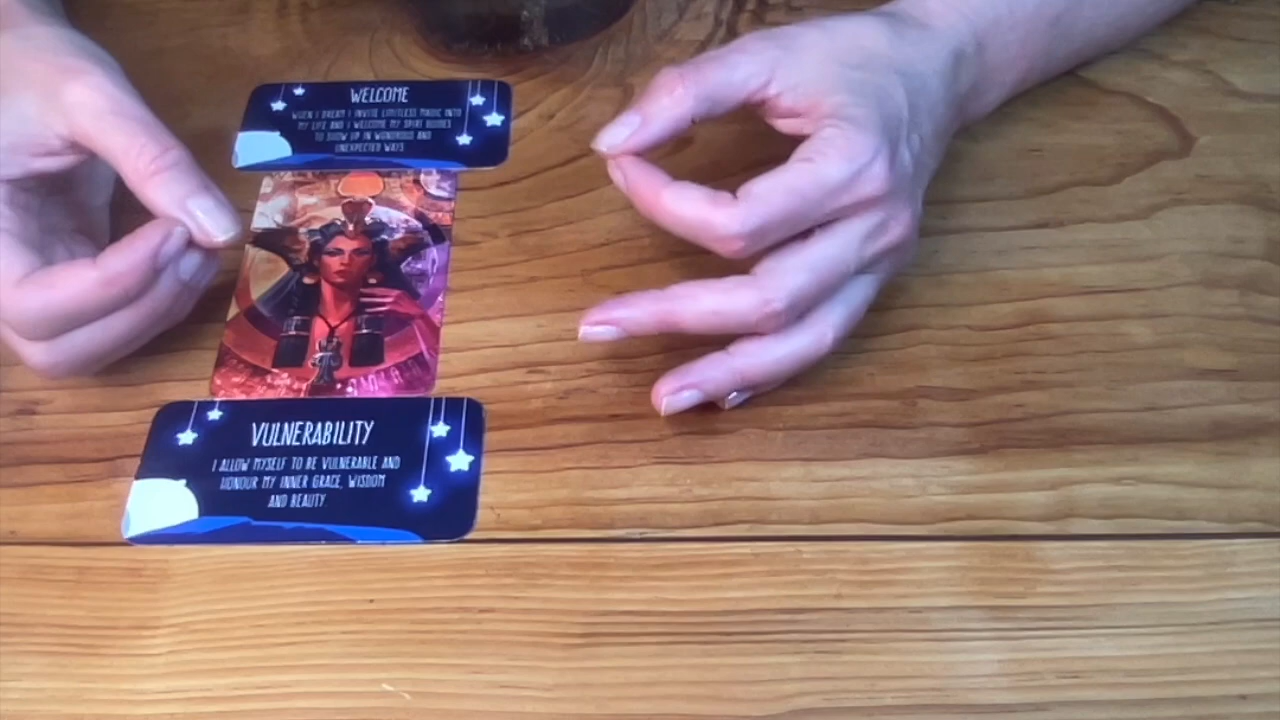 WELCOME
WHEN I DREAM I INVITE LIMITLESS MAGIC INTO
MY LIFE AND I WELCOME MY SPIRIT GUIDES
TO SHOW UP IN WONDROUS AND
UNEXPECTED WAYS.
VULNERABILITY
I ALLOW MYSELF TO BE VULNERABLE AND
HONOUR MY INNER GRACE, WISDOM
AND BEAUTY.